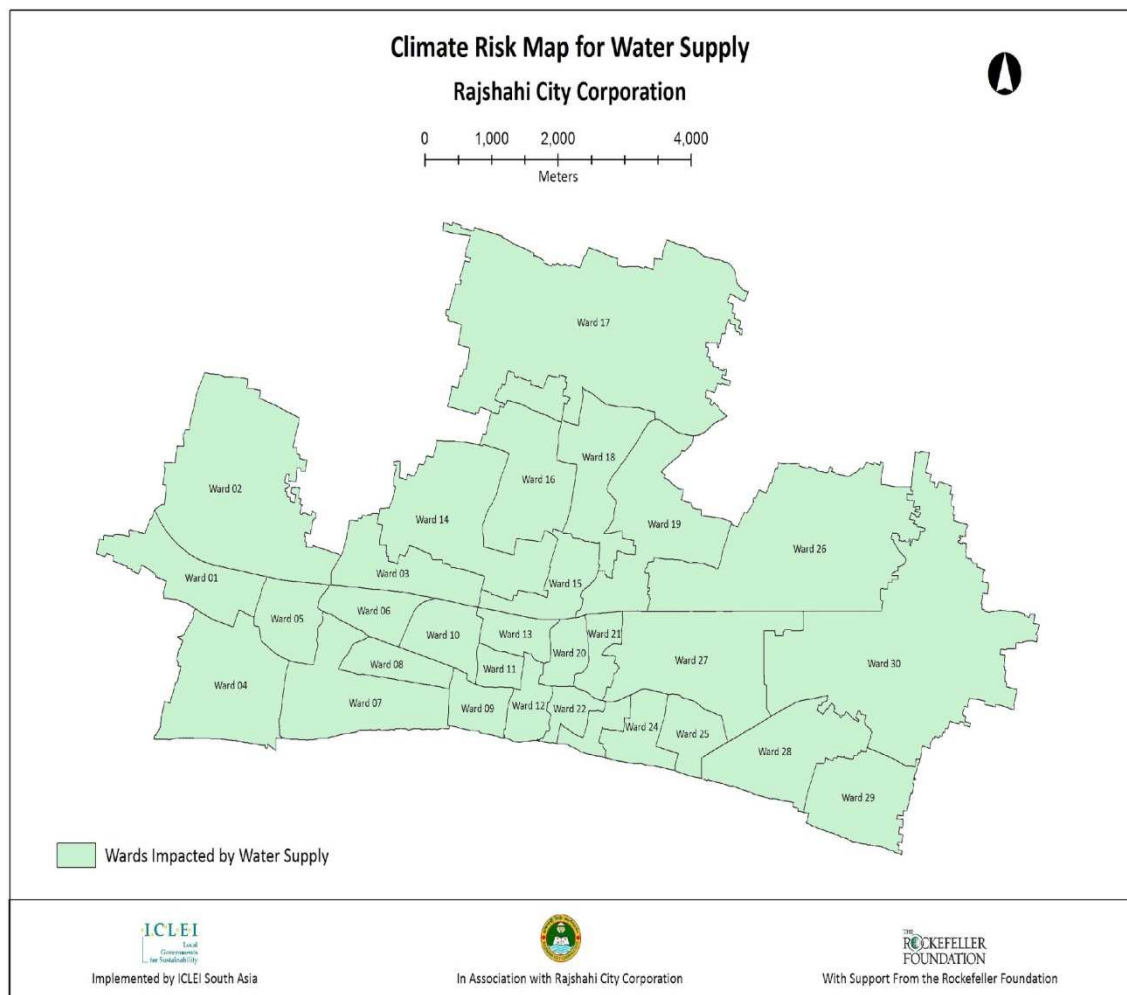 Climate Risk Map for Water Supply
Rajshahi City Corporation
0 1,000 2,000 4,000
Meters
Ward 17
Ward 18
Ward 16
Ward 02
Ward 14
Ward 19
Ward 26
Ward 03
Ward 01
Ward 15
Ward 06
Ward 05
Ward 10
Ward 13
Ward 21
Ward 20
Ward 27
Ward 30
Ward 08
Ward 11
Ward 04
Ward 07
Ward 09
Ward 12
Ward 22
Ward 24
Ward 25
Ward 28
Ward 29
Wards Impacted by Water Supply
I.C.L.E.I
Local
Governments
for Sustainability
Implemented by ICLEI South Asia
In Association with Rajshahi City Corporation
THE
ROCKEFELLER
FOUNDATION
With Support From the Rockefeller Foundation